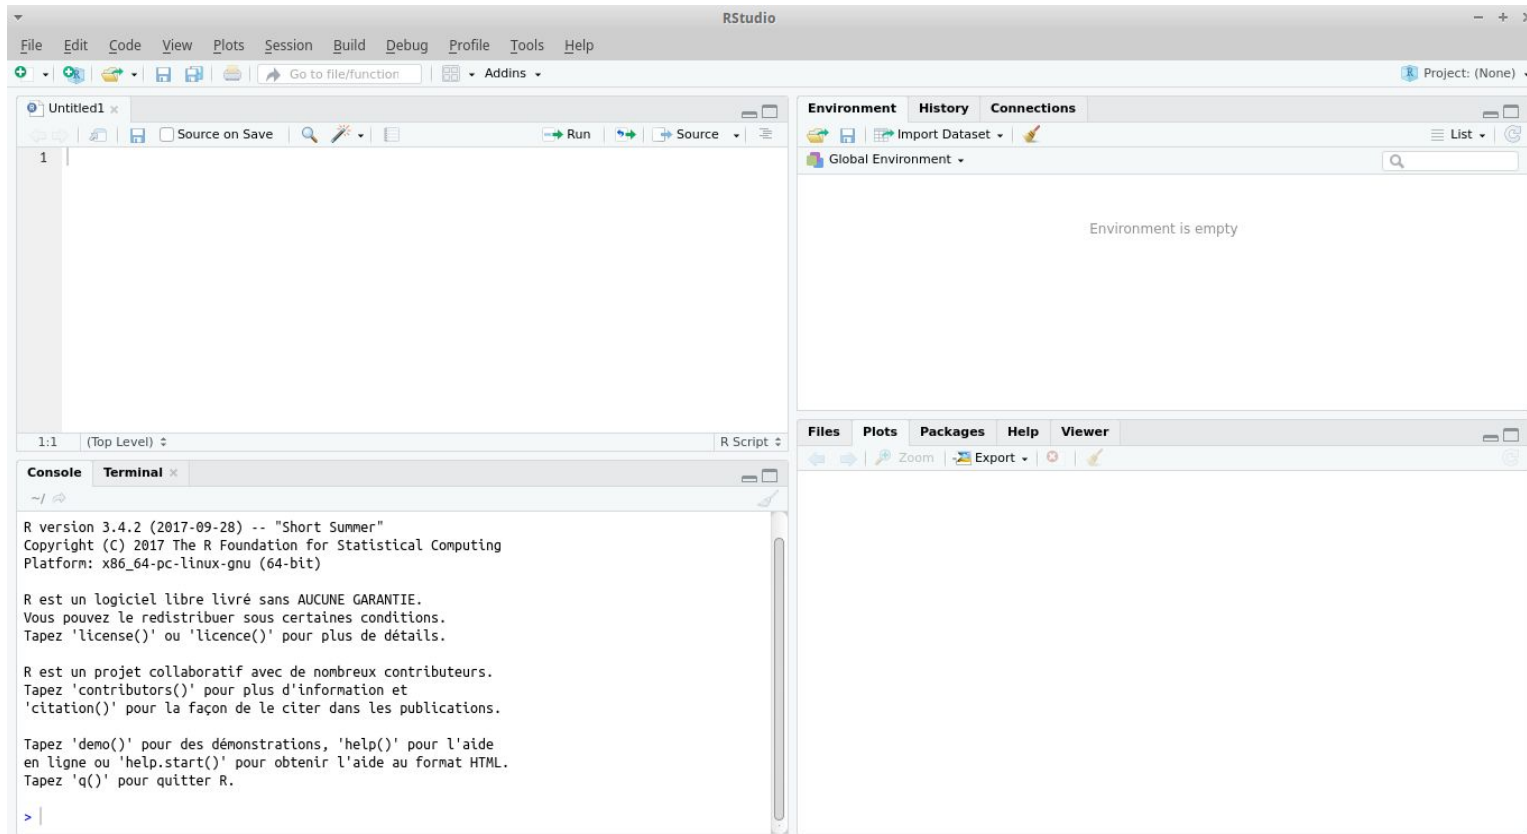 RStudio
File Edit Code View Plots Session Build Debug Profile Tools Help
Go to file/function Addins Project: (None)
Untitled1
Source on Save Run Source
1
1:1 (Top Level) R Script
Console Terminal
~/
R version 3.4.2 (2017-09-28) -- "Short Summer"
Copyright (C) 2017 The R Foundation for Statistical Computing
Platform: x86_64-pc-linux-gnu (64-bit)
R est un logiciel libre livré sans AUCUNE GARANTIE.
Vous pouvez le redistribuer sous certaines conditions.
Tapez 'license()' ou 'licence()' pour plus de détails.
R est un projet collaboratif avec de nombreux contributeurs.
Tapez 'contributors()' pour plus d'information et
'citation()' pour la façon de le citer dans les publications.
Tapez 'demo()' pour des démonstrations, 'help()' pour l'aide
en ligne ou 'help.start()' pour obtenir l'aide au format HTML.
Tapez 'q()' pour quitter R.
>
Environment History Connections
Import Dataset List
Global Environment
Environment is empty
Files Plots Packages Help Viewer
Zoom Export